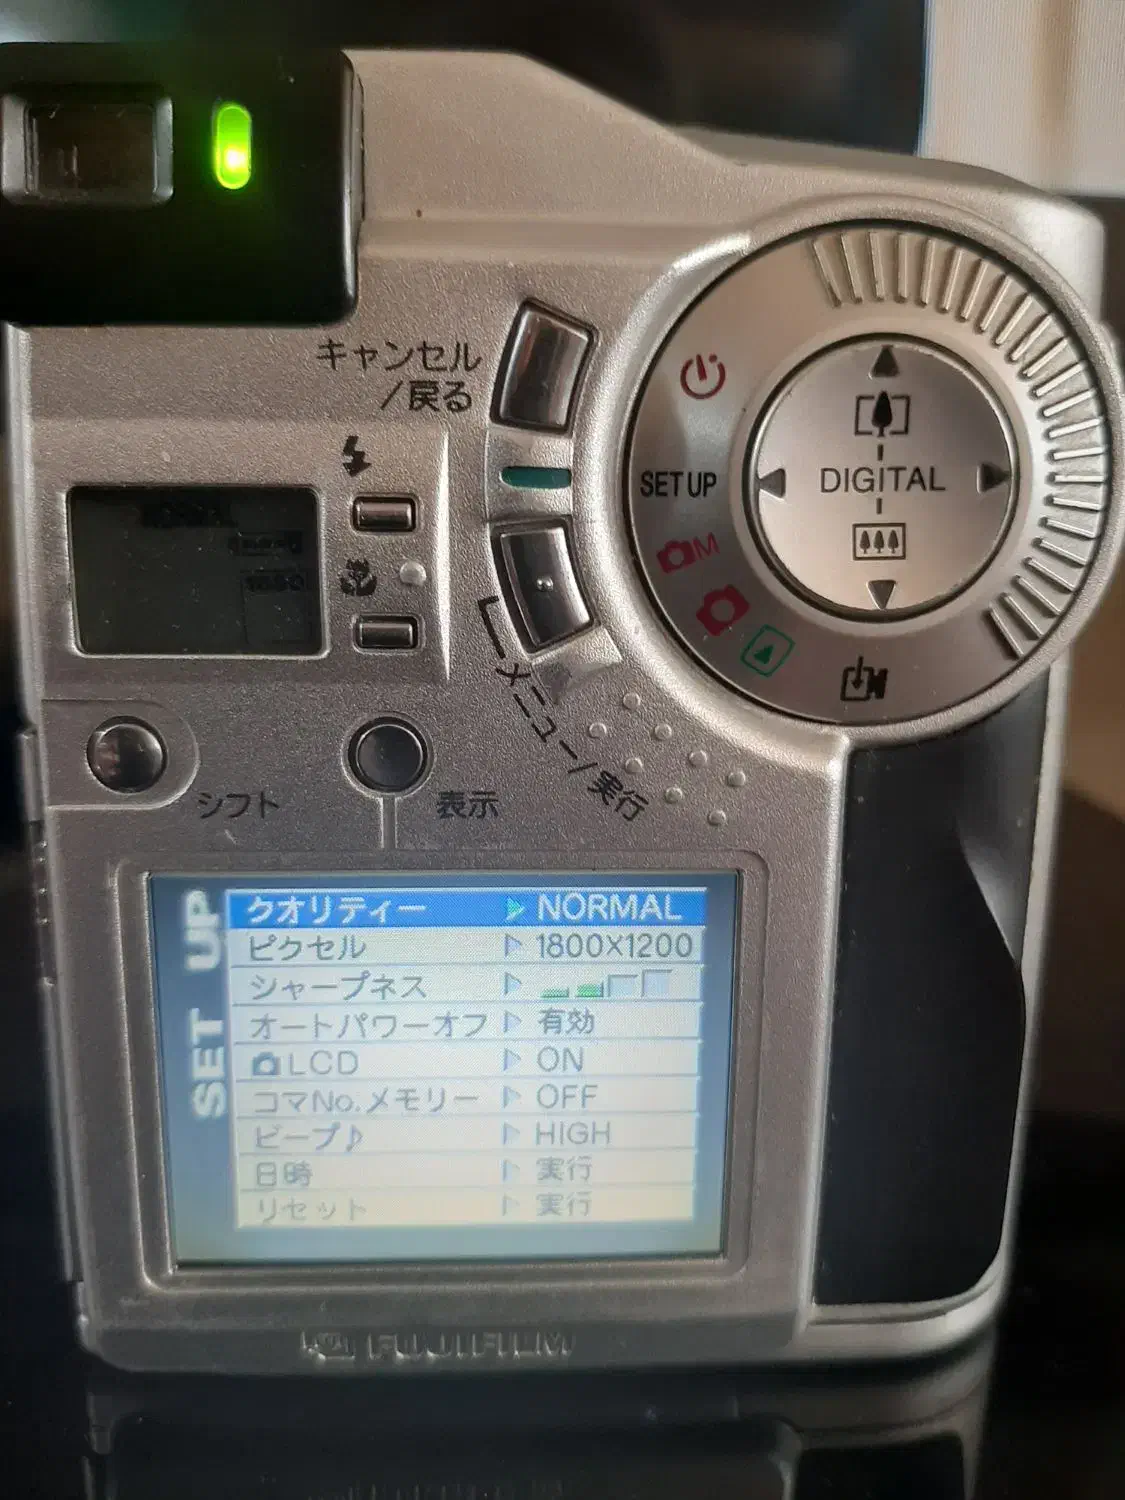 キャンセル
/戻る
SETUP
DIGITAL
M
メニュー/実行
シフト
表示
SET UP
クオリティー NORMAL
ピクセル 1800X1200
シャープネス
オートパワーオフ 有効
LCD ON
コマNo.メモリー OFF
ビープ♪ HIGH
日時 実行
リセット 実行
FUJIFILM